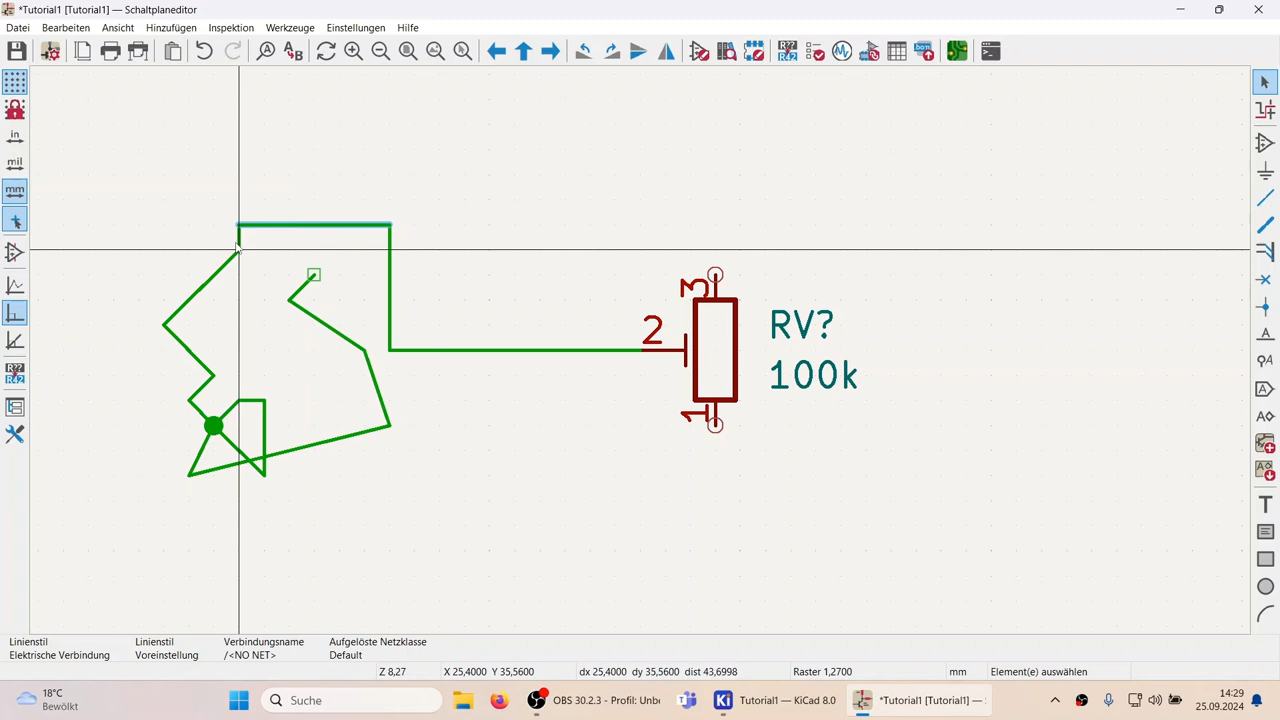 *Tutorial1 [Tutorial1] — Schaltplaneditor
Datei Bearbeiten Ansicht Hinzufügen Inspektion Werkzeuge Einstellungen Hilfe
in
mil
mm
3
2
1
RV?
100k
Linienstil Linienstil Verbindungsname Aufgelöste Netzklasse
Elektrische Verbindung Voreinstellung /<NO NET> Default
Z 8,27 X 25,4000 Y 35,5600 dx 25,4000 dy 35,5600 dist 43,6998 Raster 1,2700 mm Element(e) auswählen
18°C
Bewölkt
Suche
OBS 30.2.3 - Profil: Unbe
Tutorial1 — KiCad 8.0
*Tutorial1 [Tutorial1] —
14:29
25.09.2024